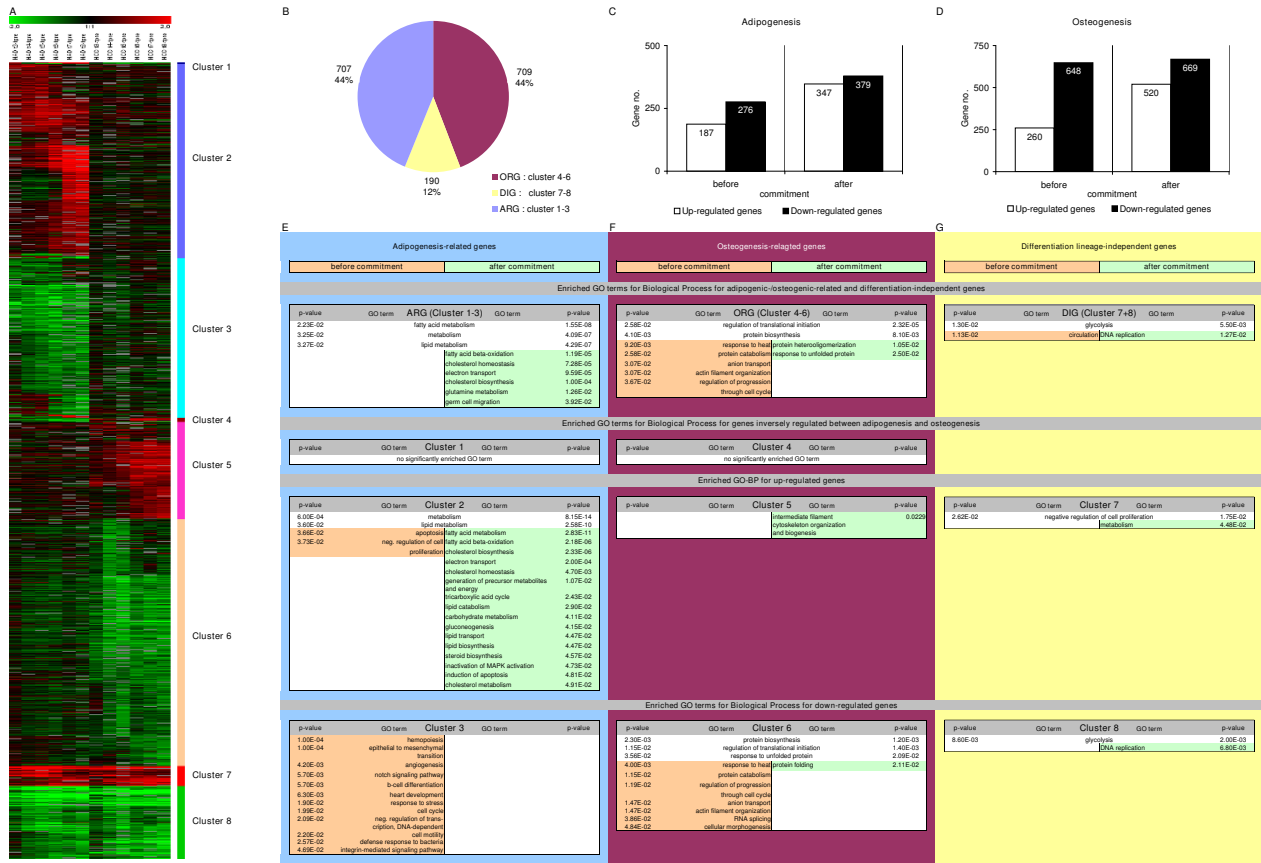 A
-2.0 1:1 2.0
Cluster 1
Cluster 2
Cluster 3
Cluster 4
Cluster 5
Cluster 6
Cluster 7
Cluster 8
B
707
44%
709
44%
190
12%
ORG : cluster 4-6
DIG : cluster 7-8
ARG : cluster 1-3
C
Adipogenesis
500
250
0
Gene no.
187
276
347
379
before
after
commitment
Up-regulated genes
Down-regulated genes
D
Osteogenesis
750
500
250
0
Gene no.
260
648
520
669
before
after
commitment
Up-regulated genes
Down-regulated genes
E
Adipogenesis-related genes
before commitment
after commitment
F
Osteogenesis-relagted genes
before commitment
after commitment
G
Differentiation lineage-independent genes
before commitment
after commitment
Enriched GO terms for Biological Process for adipogenic-/osteogenic-related and differentiation-independent genes
p-value GO term ARG (Cluster 1-3) GO term p-value
2.23E-02 fatty acid metabolism 1.55E-08
3.25E-02 metabolism 4.09E-07
3.27E-02 lipid metabolism 4.29E-07
fatty acid beta-oxidation 1.19E-05
cholesterol homeostasis 7.28E-05
electron transport 9.59E-05
cholesterol biosynthesis 1.00E-04
glutamine metabolism 1.26E-02
germ cell migration 3.92E-02
p-value GO term ORG (Cluster 4-6) GO term p-value
2.58E-02 regulation of translational initiation 2.32E-05
4.10E-03 protein biosynthesis 8.10E-03
9.20E-03 response to heat protein heterooligomerization 1.05E-02
2.58E-02 protein catabolism response to unfolded protein 2.50E-02
3.07E-02 anion transport
3.07E-02 actin filament organization
3.67E-02 regulation of progression
through cell cycle
p-value GO term DIG (Cluster 7+8) GO term p-value
1.30E-02 glycolysis 5.50E-03
1.13E-02 circulation DNA replication 1.27E-02
Enriched GO terms for Biological Process for genes inversely regulated between adipogenesis and osteogenesis
p-value GO term Cluster 1 GO term p-value
no significantly enriched GO term
p-value GO term Cluster 4 GO term p-value
no significantly enriched GO term
Enriched GO-BP for up-regulated genes
p-value GO term Cluster 2 GO term p-value
6.00E-04 metabolism 8.15E-14
3.60E-02 lipid metabolism 2.58E-10
3.66E-02 apoptosis fatty acid metabolism 2.83E-11
3.73E-02 neg. regulation of cell fatty acid beta-oxidation 2.18E-06
proliferation cholesterol biosynthesis 2.33E-06
electron transport 2.00E-04
cholesterol homeostasis 4.70E-03
generation of precursor metabolites 1.07E-02
and energy
tricarboxylic acid cycle 2.43E-02
lipid catabolism 2.90E-02
carbohydrate metabolism 4.11E-02
gluconeogenesis 4.15E-02
lipid transport 4.47E-02
lipid biosynthesis 4.47E-02
steroid biosynthesis 4.57E-02
inactivation of MAPK activation 4.73E-02
induction of apoptosis 4.81E-02
cholesterol metabolism 4.91E-02
p-value GO term Cluster 5 GO term p-value
intermediate filament 0.0229
cytoskeleton organization
and biogenesis
p-value GO term Cluster 7 GO term p-value
2.62E-02 negative regulation of cell proliferation 1.75E-02
metabolism 4.48E-02
Enriched GO terms for Biological Process for down-regulated genes
p-value GO term Cluster 3 GO term p-value
1.00E-04 hemopoiesis
1.00E-04 epithelial to mesenchymal
transition
4.20E-03 angiogenesis
5.70E-03 notch signaling pathway
5.70E-03 b-cell differentiation
6.30E-03 heart development
1.90E-02 response to stress
1.99E-02 cell cycle
2.09E-02 neg. regulation of trans-
cription, DNA-dependent
2.20E-02 cell motility
2.57E-02 defense response to bacteria
4.69E-02 integrin-mediated signaling pathway
p-value GO term Cluster 6 GO term p-value
2.30E-03 protein biosynthesis 1.20E-03
1.15E-02 regulation of translational initiation 1.40E-03
3.56E-02 response to unfolded protein 2.09E-02
4.00E-03 response to heat protein folding 2.11E-02
1.15E-02 protein catabolism
1.19E-02 regulation of progression
through cell cycle
1.47E-02 anion transport
1.47E-02 actin filament organization
3.86E-02 RNA splicing
4.84E-02 cellular morphogenesis
p-value GO term Cluster 8 GO term p-value
8.60E-03 glycolysis 2.00E-03
DNA replication 6.80E-03